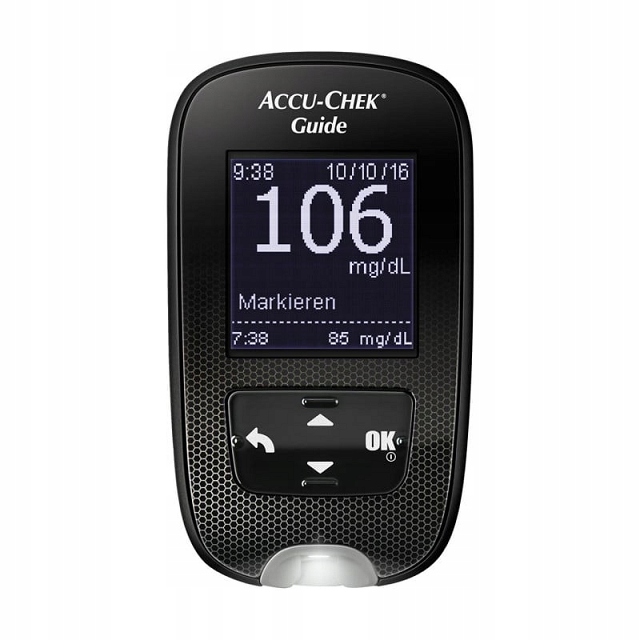 ACCU-CHEK®
Guide
9:38 10/10/16
106
mg/dL
Markieren
7:38 85 mg/dL
OK